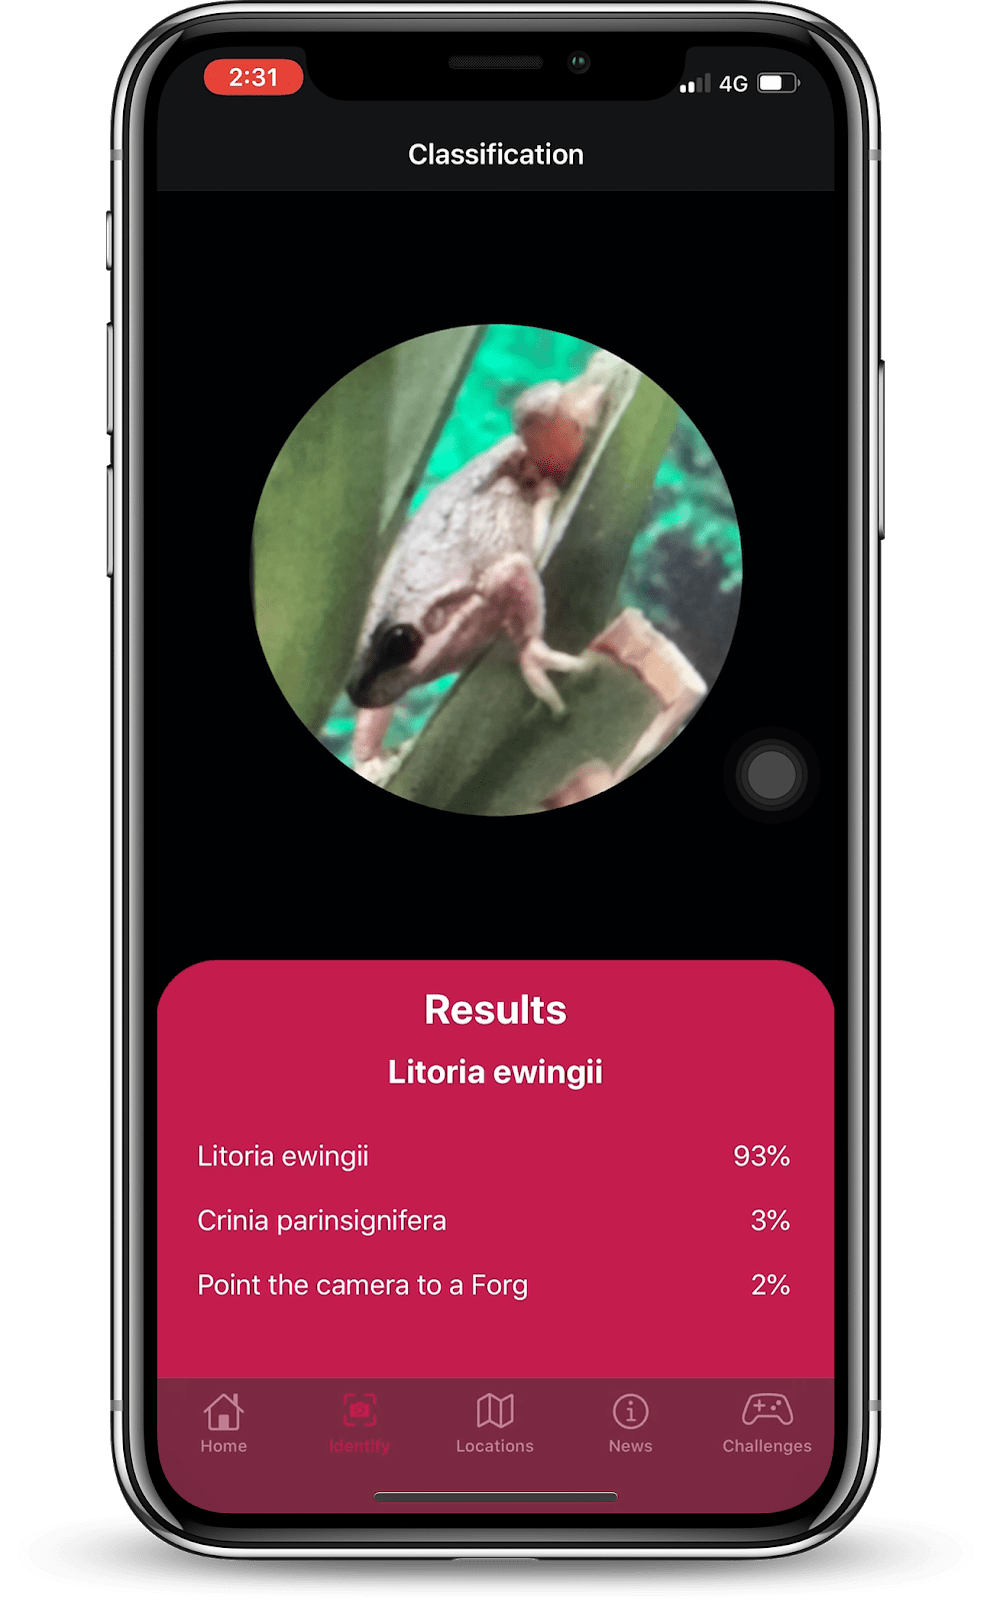 2:31
4G
Classification
Results
Litoria ewingii
Litoria ewingii 93%
Crinia parinsignifera 3%
Point the camera to a Forg 2%
Home Identify Locations News Challenges